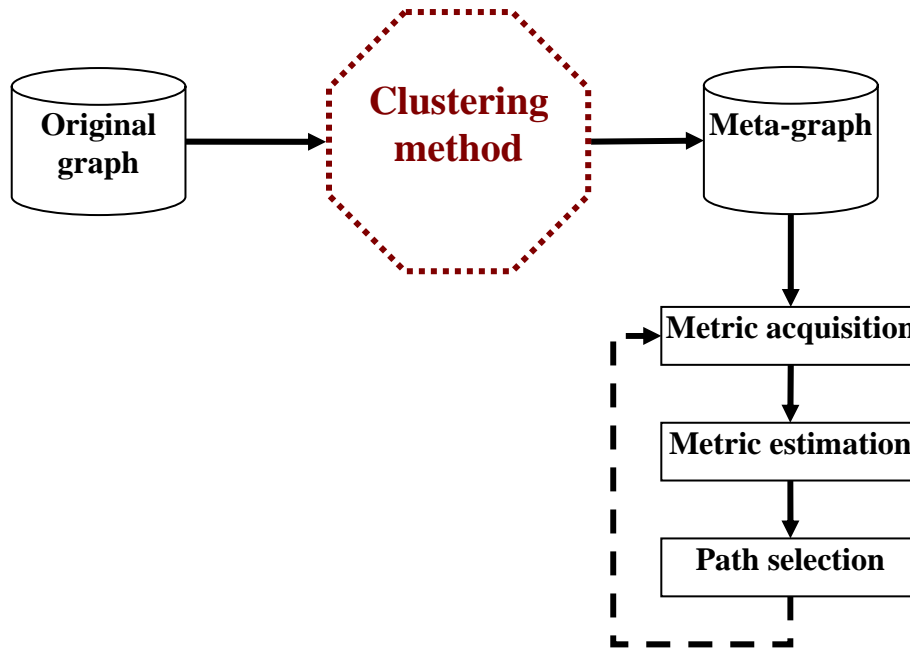 Original
graph
Clustering
method
Meta-graph
Metric acquisition
Metric estimation
Path selection